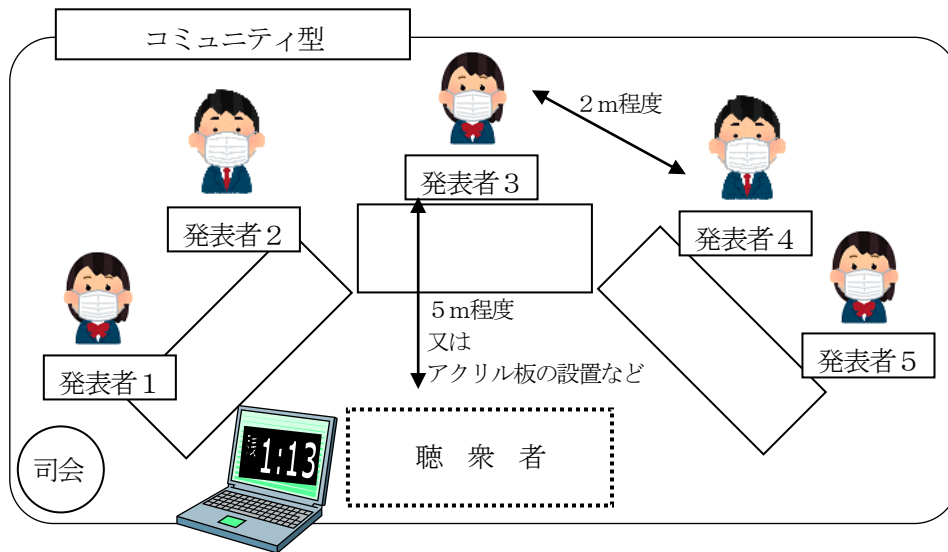 コミュニティ型
２ｍ程度
発表者３
発表者２
発表者４
５ｍ程度
又は
アクリル板の設置など
発表者１
発表者５
聴　衆　者
司会
1:13